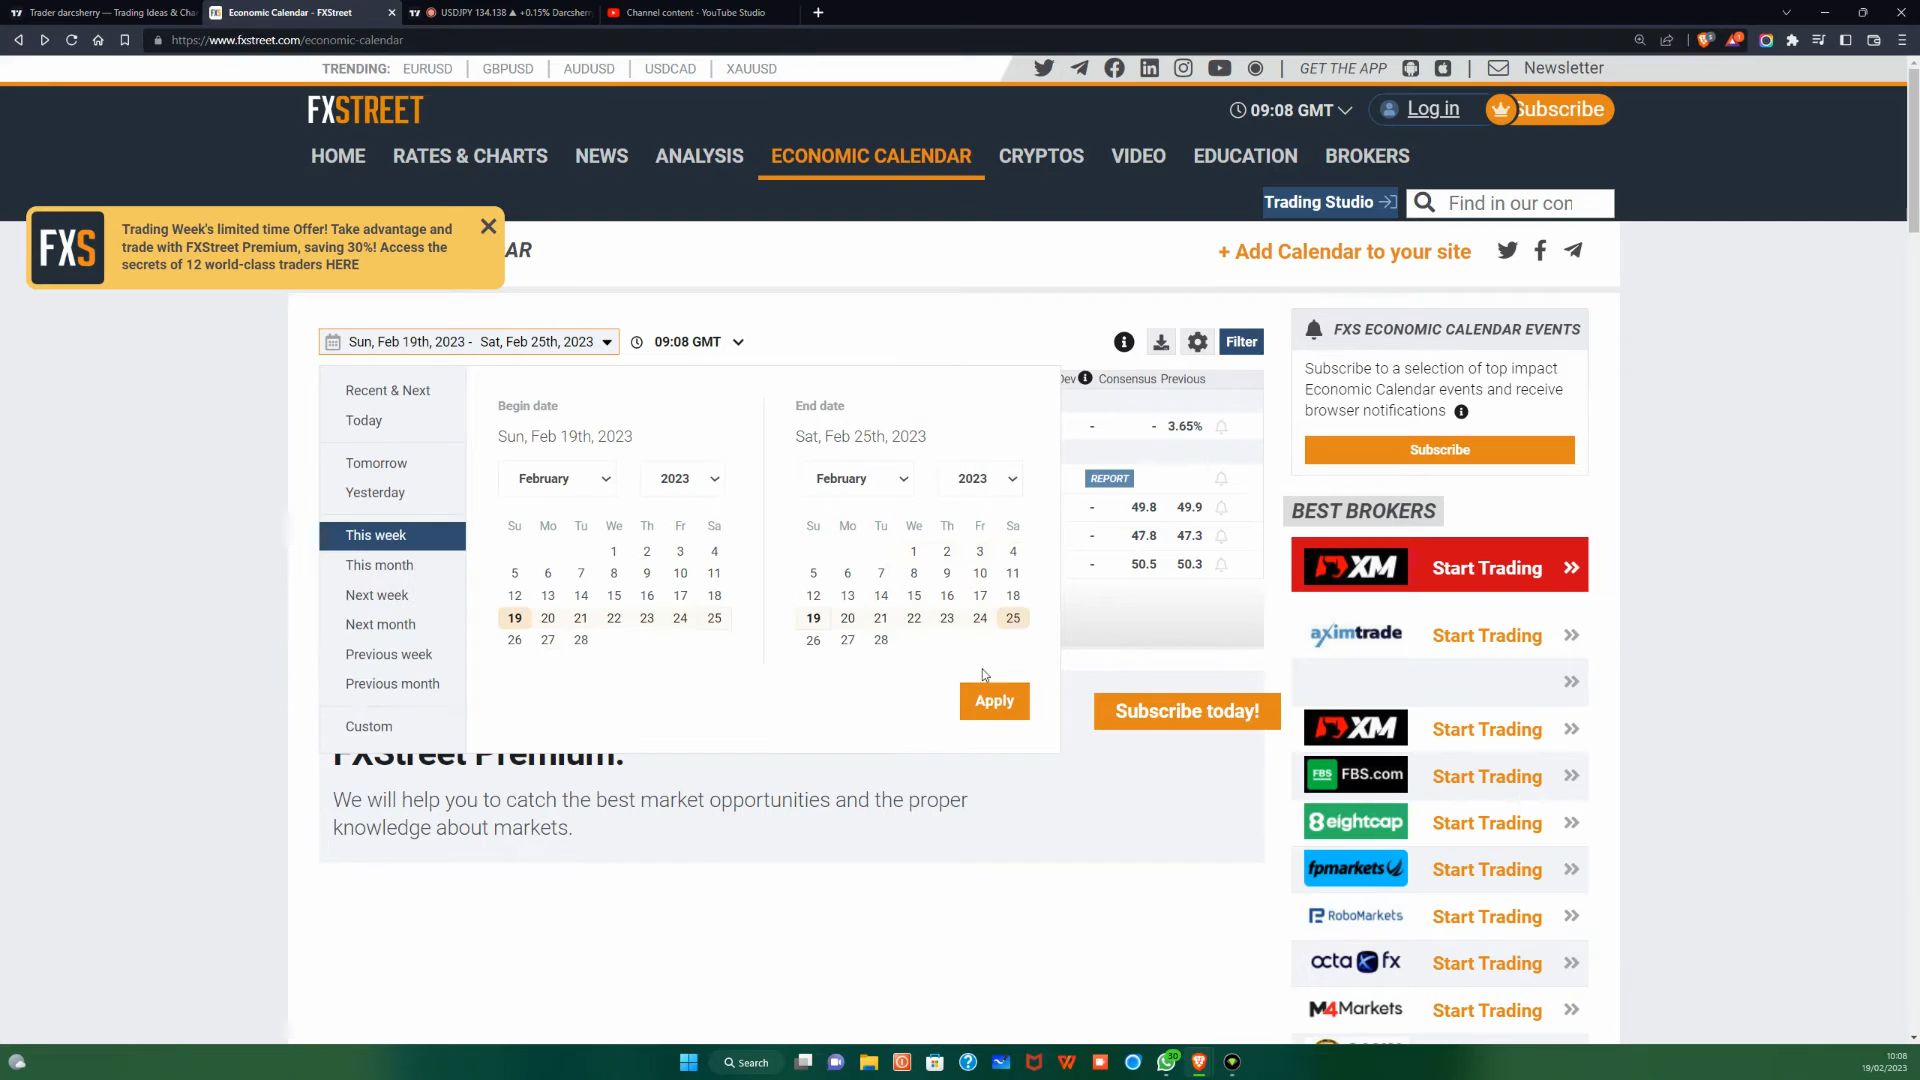 Trader darcsherry — Trading Ideas & Cha
Economic Calendar - FXStreet
USDJPY 134.138 ▲ +0.15% Darcsherr
Channel content - YouTube Studio
https://www.fxstreet.com/economic-calendar
TRENDING: EURUSD | GBPUSD | AUDUSD | USDCAD | XAUUSD
GET THE APP | Newsletter
FXSTREET
09:08 GMT
Log in
Subscribe
HOME RATES & CHARTS NEWS ANALYSIS ECONOMIC CALENDAR CRYPTOS VIDEO EDUCATION BROKERS
Trading Studio
Find in our con
FXS
Trading Week's limited time Offer! Take advantage and
trade with FXStreet Premium, saving 30%! Access the
secrets of 12 world-class traders HERE
AR
+ Add Calendar to your site
Sun, Feb 19th, 2023 - Sat, Feb 25th, 2023
09:08 GMT
Filter
Recent & Next
Today
Tomorrow
Yesterday
This week
This month
Next week
Next month
Previous week
Previous month
Custom
Begin date
Sun, Feb 19th, 2023
February 2023
Su Mo Tu We Th Fr Sa
1 2 3 4
5 6 7 8 9 10 11
12 13 14 15 16 17 18
19 20 21 22 23 24 25
26 27 28
End date
Sat, Feb 25th, 2023
February 2023
Su Mo Tu We Th Fr Sa
1 2 3 4
5 6 7 8 9 10 11
12 13 14 15 16 17 18
19 20 21 22 23 24 25
26 27 28
Apply
Dev Consensus Previous
- - 3.65%
REPORT
- 49.8 49.9
- 47.8 47.3
- 50.5 50.3
Subscribe today!
FXStreet Premium.
We will help you to catch the best market opportunities and the proper
knowledge about markets.
FXS ECONOMIC CALENDAR EVENTS
Subscribe to a selection of top impact
Economic Calendar events and receive
browser notifications
Subscribe
BEST BROKERS
XM Start Trading
aximtrade Start Trading
XM Start Trading
FBS FBS.com Start Trading
8eightcap Start Trading
fpmarkets Start Trading
RoboMarkets Start Trading
octa fx Start Trading
M4Markets Start Trading
Search
30
10:08
19/02/2023